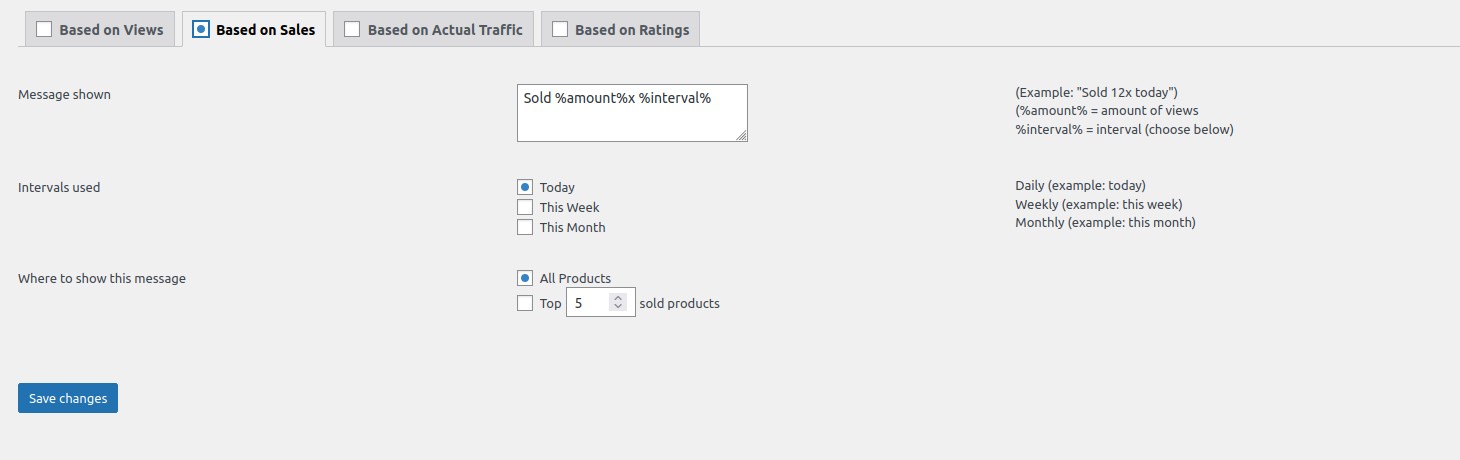 Based on Views
Based on Sales
Based on Actual Traffic
Based on Ratings
Message shown
Sold %amount%x %interval%
(Example: "Sold 12x today")
(%amount% = amount of views
%interval% = interval (choose below)
Intervals used
Today
This Week
This Month
Daily (example: today)
Weekly (example: this week)
Monthly (example: this month)
Where to show this message
All Products
Top 5 sold products
Save changes